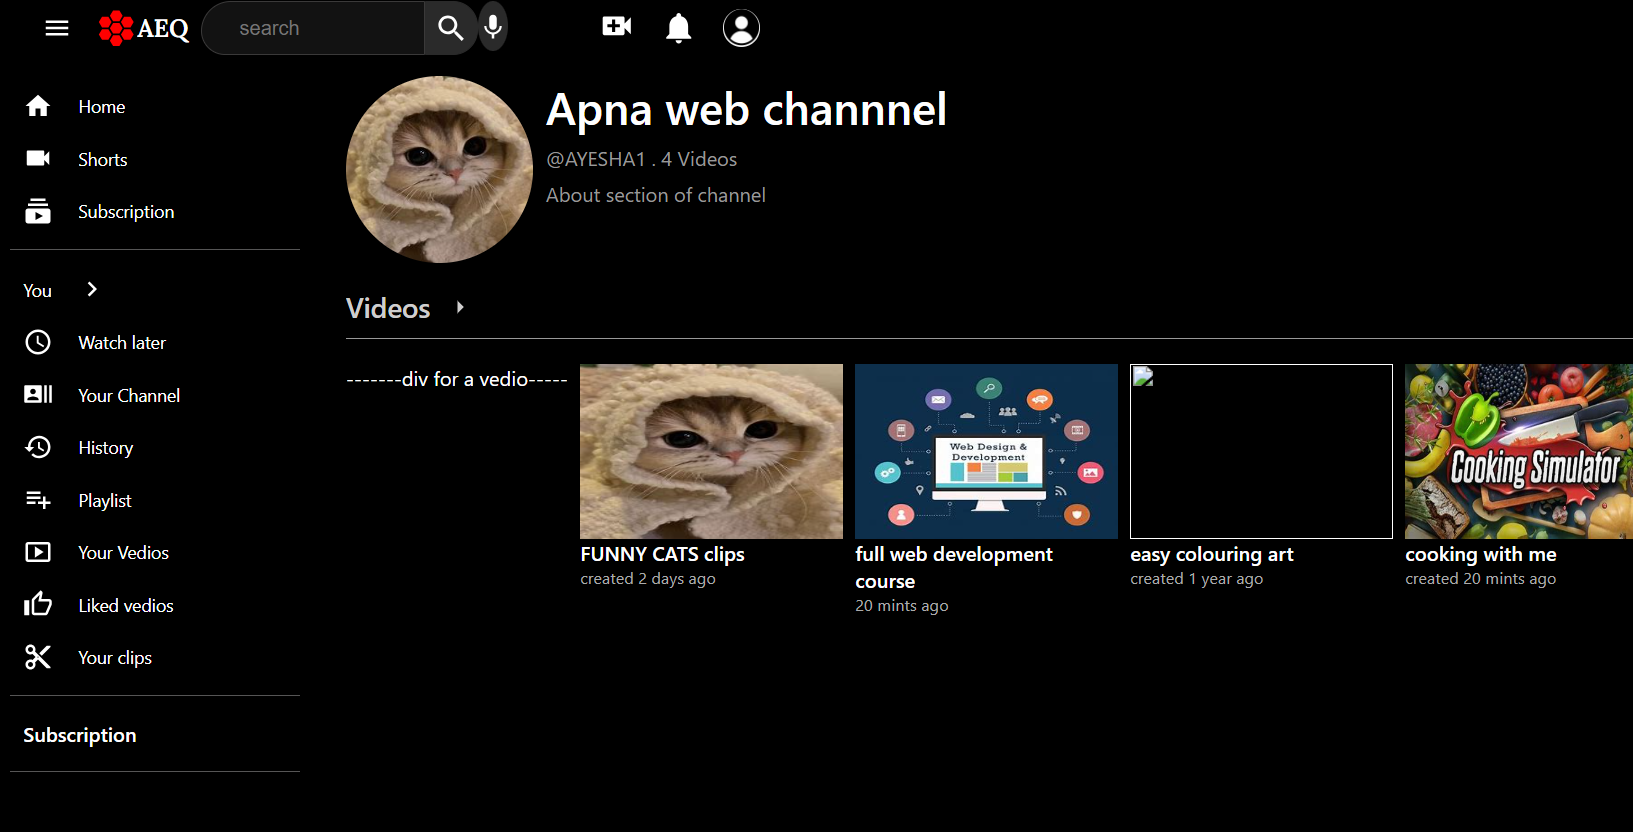 AEQ
search
Home
Shorts
Subscription
You
Watch later
Your Channel
History
Playlist
Your Vedios
Liked vedios
Your clips
Subscription
Apna web channnel
@AYESHA1 . 4 Videos
About section of channel
Videos
-------div for a vedio-----
FUNNY CATS clips
created 2 days ago
Web Design &
Development
full web development
course
20 mints ago
easy colouring art
created 1 year ago
Cooking Simulator
cooking with me
created 20 mints ago